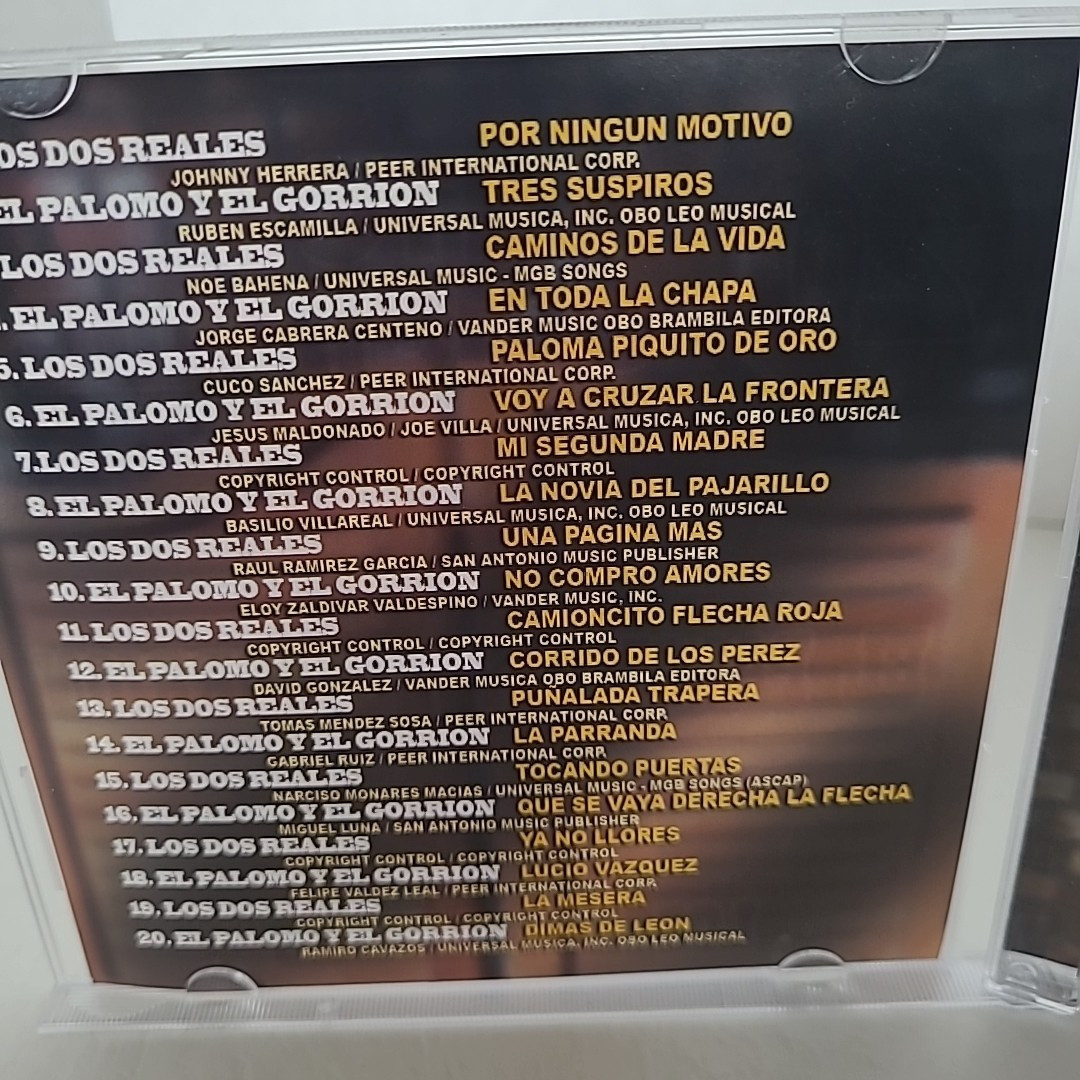 OS DOS REALES POR NINGUN MOTIVO
JOHNNY HERRERA / PEER INTERNATIONAL CORP.
EL PALOMO Y EL GORRION TRES SUSPIROS
RUBEN ESCAMILLA / UNIVERSAL MUSICA, INC. OBO LEO MUSICAL
LOS DOS REALES CAMINOS DE LA VIDA
NOE BAHENA / UNIVERSAL MUSIC - MGB SONGS
. EL PALOMO Y EL GORRION EN TODA LA CHAPA
JORGE CABRERA CENTENO / VANDER MUSIC OBO BRAMBILA EDITORA
5. LOS DOS REALES PALOMA PIQUITO DE ORO
CUCO SANCHEZ / PEER INTERNATIONAL CORP.
6. EL PALOMO Y EL GORRION VOY A CRUZAR LA FRONTERA
JESUS MALDONADO / JOE VILLA / UNIVERSAL MUSICA, INC. OBO LEO MUSICAL
7.LOS DOS REALES MI SEGUNDA MADRE
COPYRIGHT CONTROL / COPYRIGHT CONTROL
8. EL PALOMO Y EL GORRION LA NOVIA DEL PAJARILLO
BASILIO VILLAREAL / UNIVERSAL MUSICA, INC. OBO LEO MUSICAL
9. LOS DOS REALES UNA PAGINA MAS
RAUL RAMIREZ GARCIA / SAN ANTONIO MUSIC PUBLISHER
10. EL PALOMO Y EL GORRION NO COMPRO AMORES
ELOY ZALDIVAR VALDESPINO / VANDER MUSIC, INC.
11. LOS DOS REALES CAMIONCITO FLECHA ROJA
COPYRIGHT CONTROL / COPYRIGHT CONTROL
12. EL PALOMO Y EL GORRION CORRIDO DE LOS PEREZ
DAVID GONZALEZ / VANDER MUSICA OBO BRAMBILA EDITORA
13. LOS DOS REALES PUÑALADA TRAPERA
TOMAS MENDEZ SOSA / PEER INTERNATIONAL CORP.
14. EL PALOMO Y EL GORRION LA PARRANDA
GABRIEL RUIZ / PEER INTERNATIONAL CORP.
15. LOS DOS REALES TOCANDO PUERTAS
NARCISO MONARES MACIAS / UNIVERSAL MUSIC - MGB SONGS (ASCAP)
16. EL PALOMO Y EL GORRION QUE SE VAYA DERECHA LA FLECHA
MIGUEL LUNA / SAN ANTONIO MUSIC PUBLISHER
17. LOS DOS REALES YA NO LLORES
COPYRIGHT CONTROL / COPYRIGHT CONTROL
18. EL PALOMO Y EL GORRION LUCIO VAZQUEZ
FELIPE VALDEZ LEAL / PEER INTERNATIONAL CORP.
19. LOS DOS REALES LA MESERA
COPYRIGHT CONTROL / COPYRIGHT CONTROL
20. EL PALOMO Y EL GORRION DIMAS DE LEON
RAMIRO CAVAZOS / UNIVERSAL MUSICA, INC. OBO LEO MUSICAL